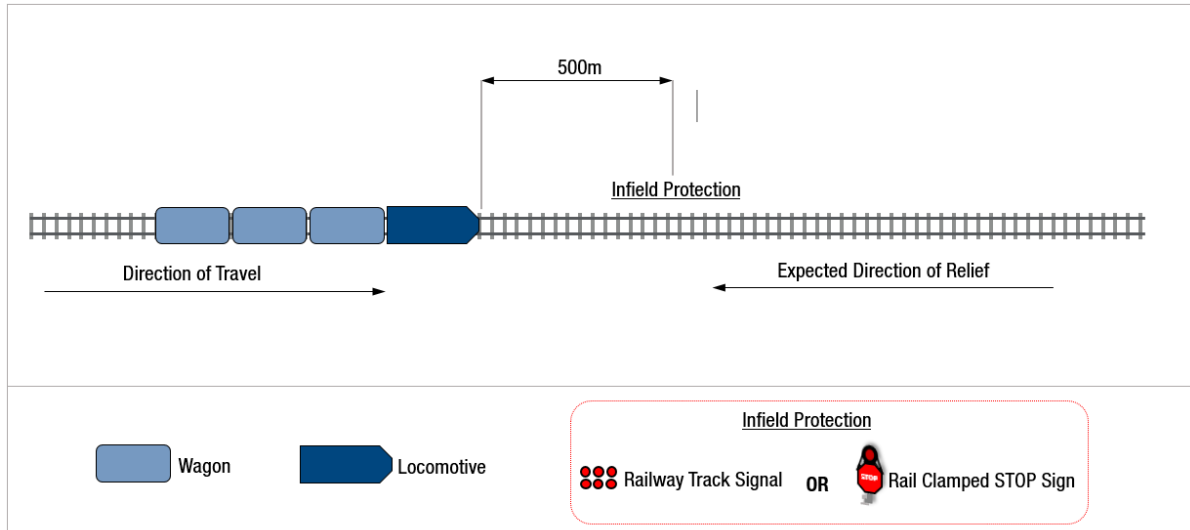 500m
Infield Protection
Direction of Travel
Expected Direction of Relief
Infield Protection
Wagon
Locomotive
Railway Track Signal OR STOP Rail Clamped STOP Sign